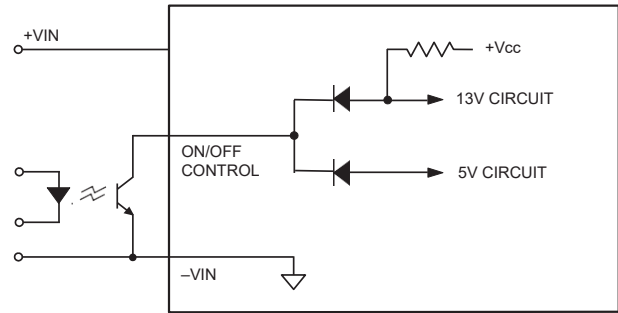 +VIN
+Vcc
13V CIRCUIT
ON/OFF
CONTROL
5V CIRCUIT
–VIN